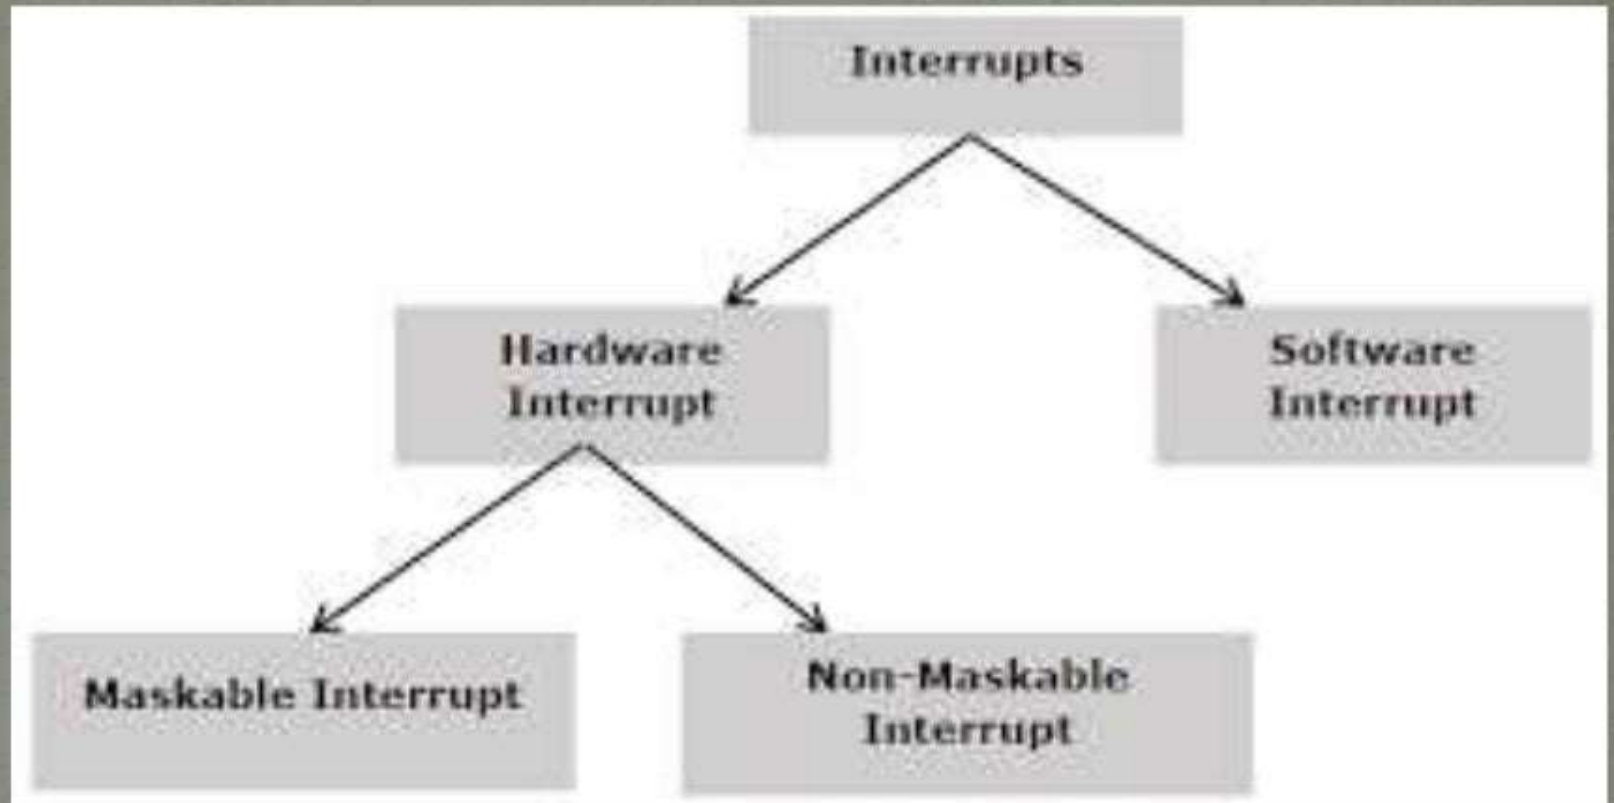 Interrupts
Hardware
Interrupt
Software
Interrupt
Maskable Interrupt
Non-Maskable
Interrupt